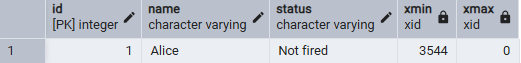 id name status xmin xmax
[PK] integer character varying character varying xid xid
1 1 Alice Not fired 3544 0